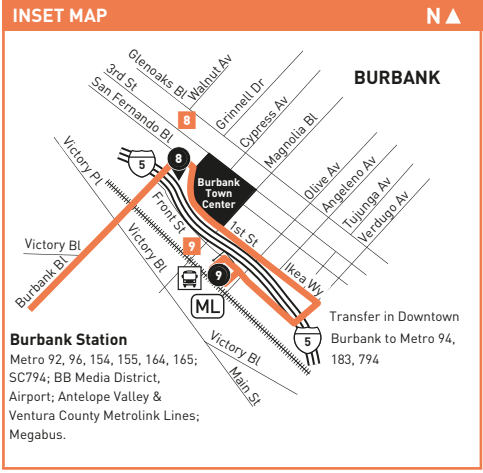 INSET MAP
N
BURBANK
Glenoaks Bl
Walnut Av
3rd St
San Fernando Bl
Grinnell Dr
Cypress Av
Magnolia Bl
8
8
5
Burbank
Town
Center
Victory Pl
Olive Av
Angeleno Av
Tujunga Av
Verdugo Av
Front St
1st St
Victory Bl
Victory Bl
9
9
Ikea Wy
Burbank Bl
ML
5
Transfer in Downtown
Burbank to Metro 94,
183, 794
Victory Bl
Main St
Burbank Station
Metro 92, 96, 154, 155, 164, 165;
SC794; BB Media District,
Airport; Antelope Valley &
Ventura County Metrolink Lines;
Megabus.